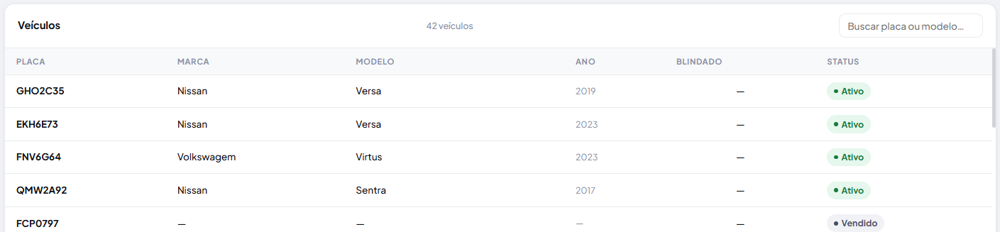 Veículos 42 veículos Buscar placa ou modelo...
PLACA MARCA MODELO ANO BLINDADO STATUS
GHO2C35 Nissan Versa 2019 — Ativo
EKH6E73 Nissan Versa 2023 — Ativo
FNV6G64 Volkswagem Virtus 2023 — Ativo
QMW2A92 Nissan Sentra 2017 — Ativo
FCP0797 — — — — Vendido